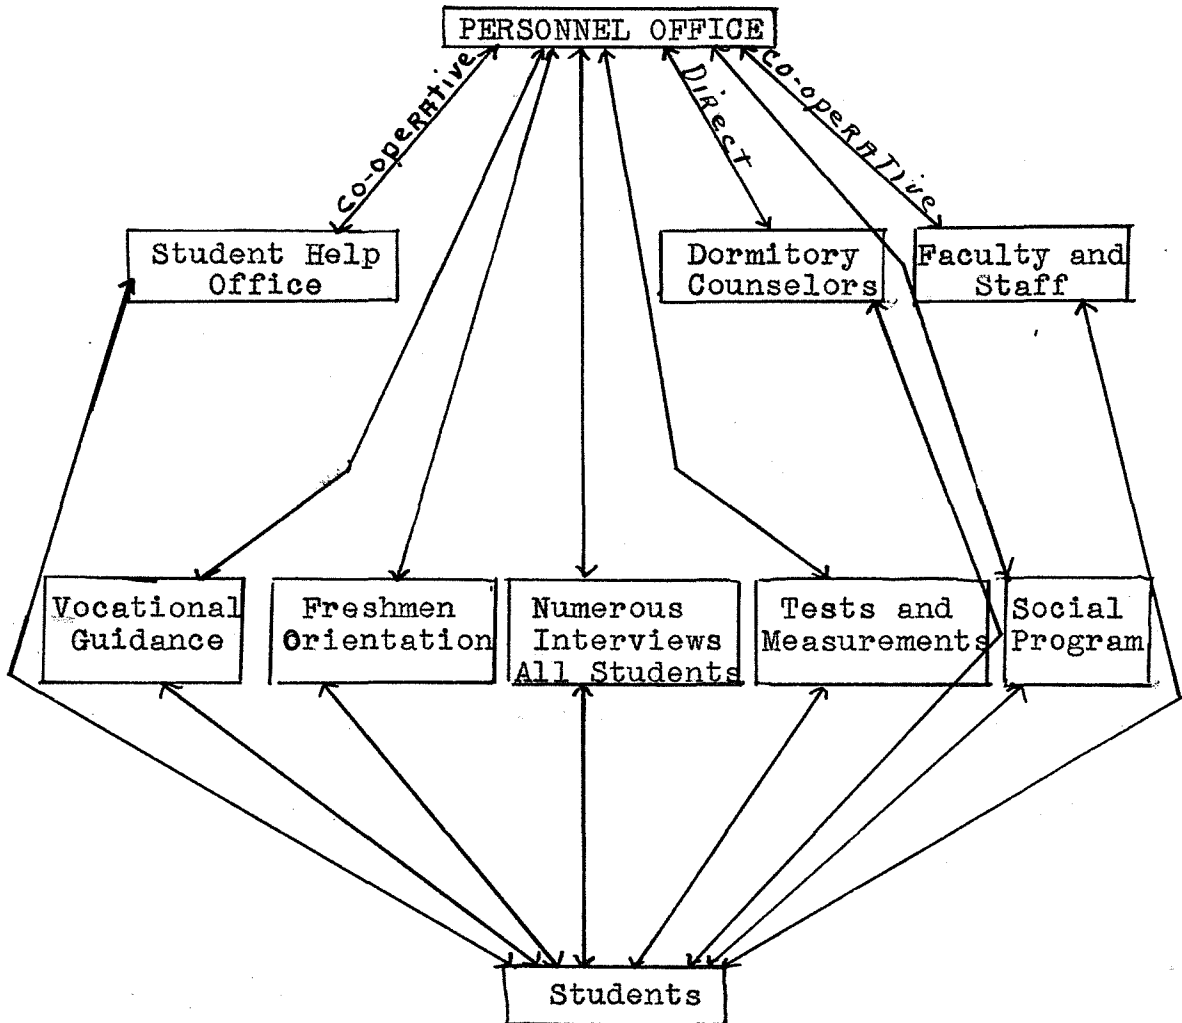 PERSONNEL OFFICE
Co-operative
Direct
Co-operative
Student Help
Office
Dormitory
Counselors
Faculty and
Staff
Vocational
Guidance
Freshmen
Orientation
Numerous
Interviews
All Students
Tests and
Measurements
Social
Program
Students